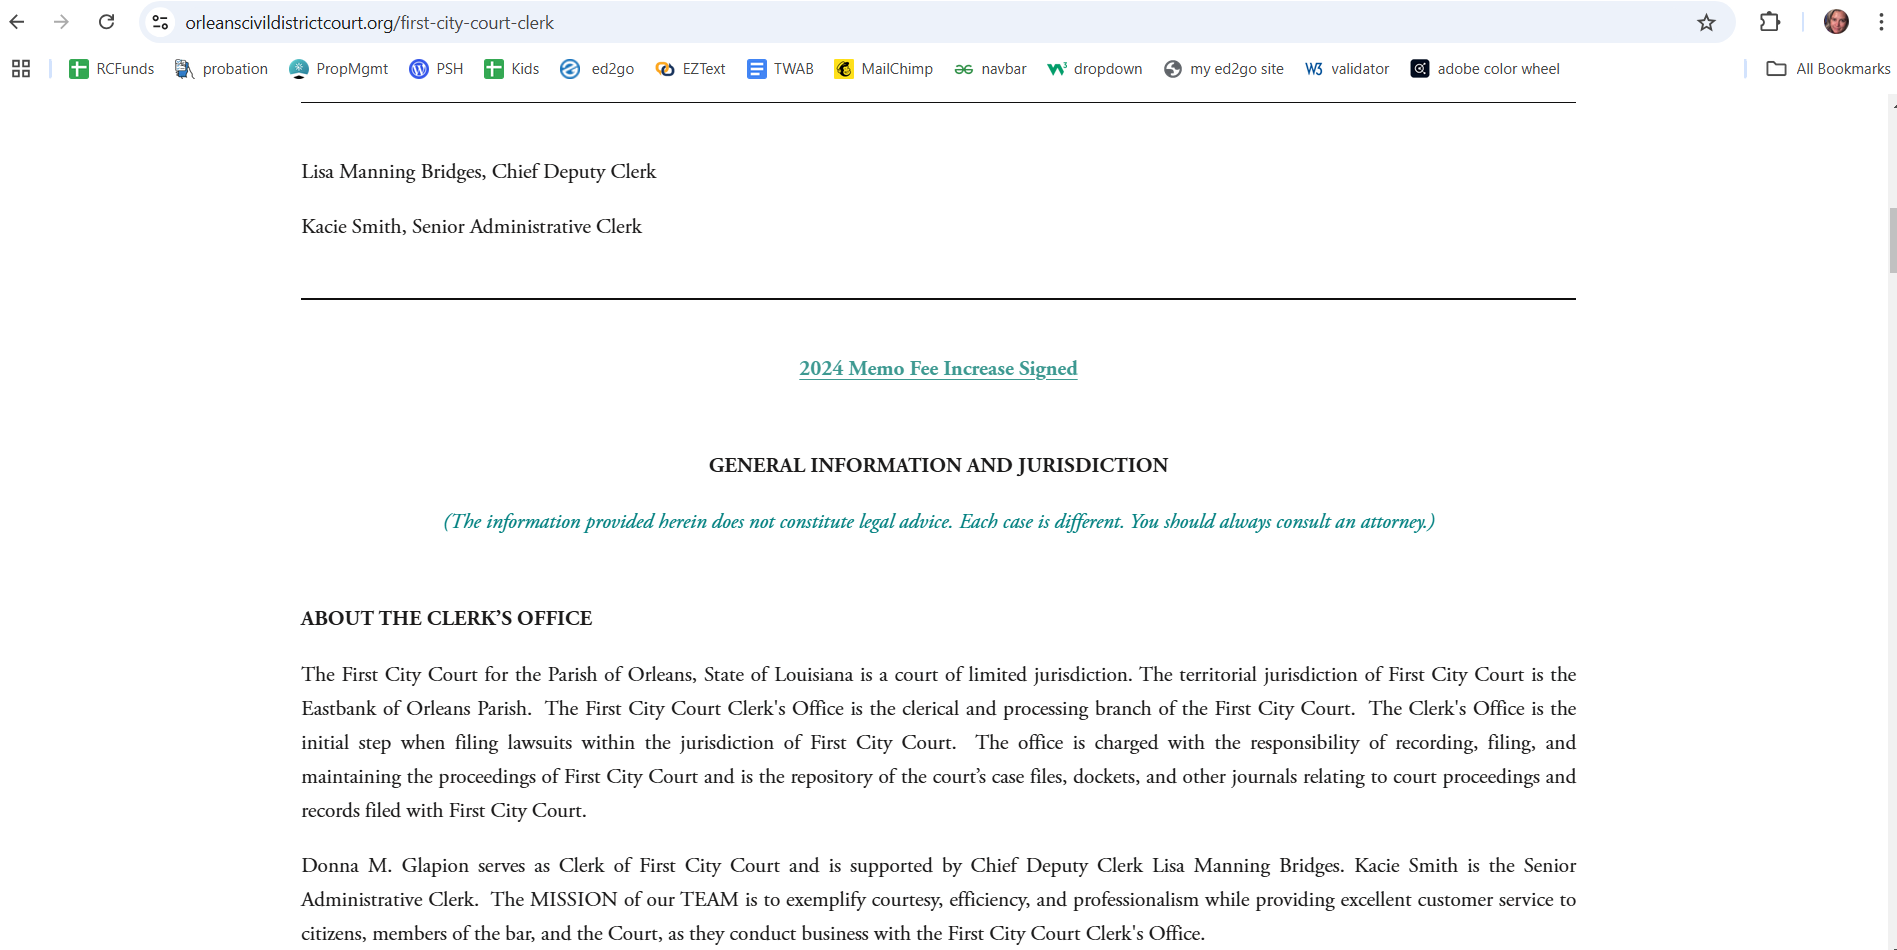 orleanscivildistrictcourt.org/first-city-court-clerk
RCFunds probation PropMgmt PSH Kids ed2go EZText TWAB MailChimp navbar dropdown my ed2go site validator adobe color wheel All Bookmarks
Lisa Manning Bridges, Chief Deputy Clerk
Kacie Smith, Senior Administrative Clerk
2024 Memo Fee Increase Signed
GENERAL INFORMATION AND JURISDICTION
(The information provided herein does not constitute legal advice. Each case is different. You should always consult an attorney.)
ABOUT THE CLERK’S OFFICE
The First City Court for the Parish of Orleans, State of Louisiana is a court of limited jurisdiction. The territorial jurisdiction of First City Court is the
Eastbank of Orleans Parish.  The First City Court Clerk's Office is the clerical and processing branch of the First City Court.  The Clerk's Office is the
initial step when filing lawsuits within the jurisdiction of First City Court.  The office is charged with the responsibility of recording, filing, and
maintaining the proceedings of First City Court and is the repository of the court’s case files, dockets, and other journals relating to court proceedings and
records filed with First City Court.
Donna M. Glapion serves as Clerk of First City Court and is supported by Chief Deputy Clerk Lisa Manning Bridges. Kacie Smith is the Senior
Administrative Clerk.  The MISSION of our TEAM is to exemplify courtesy, efficiency, and professionalism while providing excellent customer service to
citizens, members of the bar, and the Court, as they conduct business with the First City Court Clerk's Office.